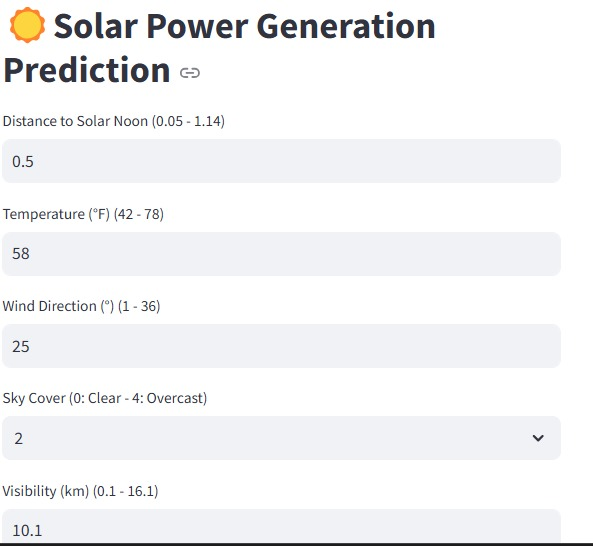 Solar Power Generation
Prediction
Distance to Solar Noon (0.05 - 1.14)
0.5
Temperature (°F) (42 - 78)
58
Wind Direction (°) (1 - 36)
25
Sky Cover (0: Clear - 4: Overcast)
2
Visibility (km) (0.1 - 16.1)
10.1